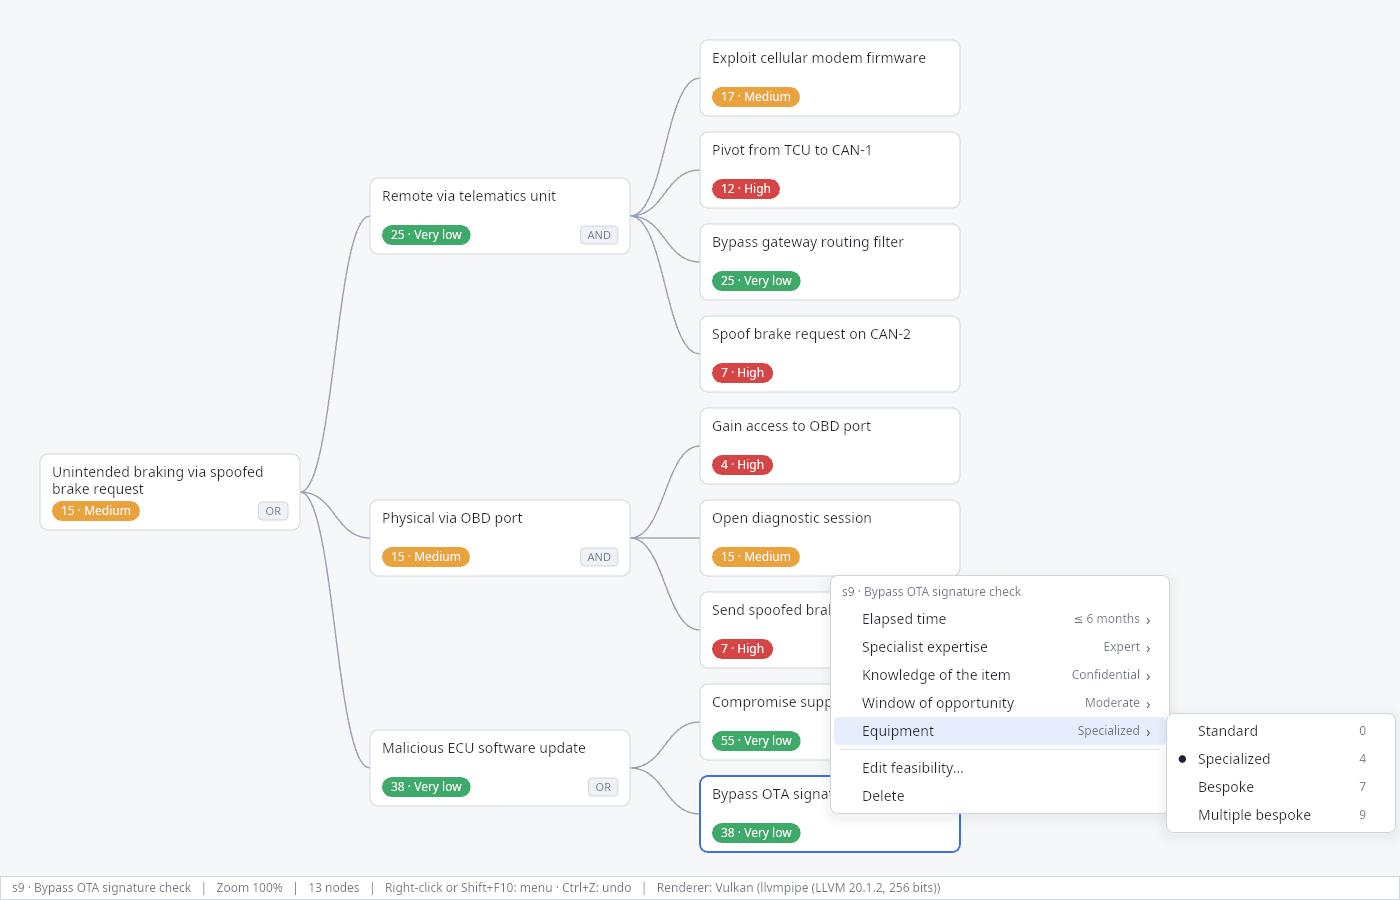 Exploit cellular modem firmware
17 · Medium
Pivot from TCU to CAN-1
12 · High
Remote via telematics unit
25 · Very low
AND
Bypass gateway routing filter
25 · Very low
Spoof brake request on CAN-2
7 · High
Gain access to OBD port
4 · High
Unintended braking via spoofed
brake request
15 · Medium
OR
Physical via OBD port
15 · Medium
AND
Open diagnostic session
15 · Medium
Send spoofed
7 · High
Malicious ECU software update
38 · Very low
OR
Compromise
55 · Very low
Bypass OTA
38 · Very low
s9 · Bypass OTA signature check
Elapsed time ≤ 6 months ›
Specialist expertise Expert ›
Knowledge of the item Confidential ›
Window of opportunity Moderate ›
Equipment Specialized ›
Edit feasibility...
Delete
Standard 0
Specialized 4
Bespoke 7
Multiple bespoke 9
s9 · Bypass OTA signature check | Zoom 100% | 13 nodes | Right-click or Shift+F10: menu · Ctrl+Z: undo | Renderer: Vulkan (llvmpipe (LLVM 20.1.2, 256 bits))